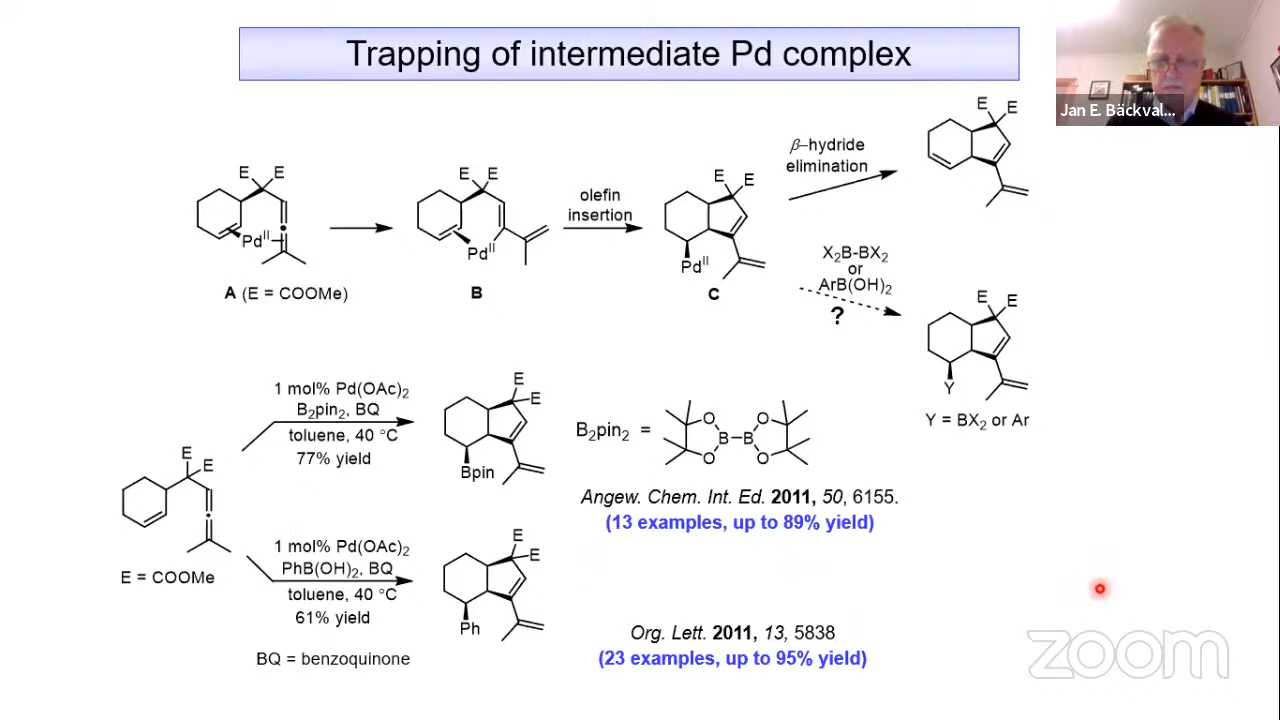 Trapping of intermediate Pd complex
Jan E. Bäckval...
E E
Pd^II
A (E = COOMe)
E E
Pd^II
B
olefin
insertion
E E
Pd^II
C
β–hydride
elimination
E E
X₂B-BX₂
or
ArB(OH)₂
?
E E
Y
Y = BX₂ or Ar
E
E
E = COOMe
1 mol% Pd(OAc)₂
B₂pin₂, BQ
toluene, 40 °C
77% yield
E
E
Bpin
B₂pin₂ =
O O
B–B
O O
Angew. Chem. Int. Ed. 2011, 50, 6155.
(13 examples, up to 89% yield)
1 mol% Pd(OAc)₂
PhB(OH)₂, BQ
toluene, 40 °C
61% yield
E
E
Ph
BQ = benzoquinone
Org. Lett. 2011, 13, 5838
(23 examples, up to 95% yield)
zoom